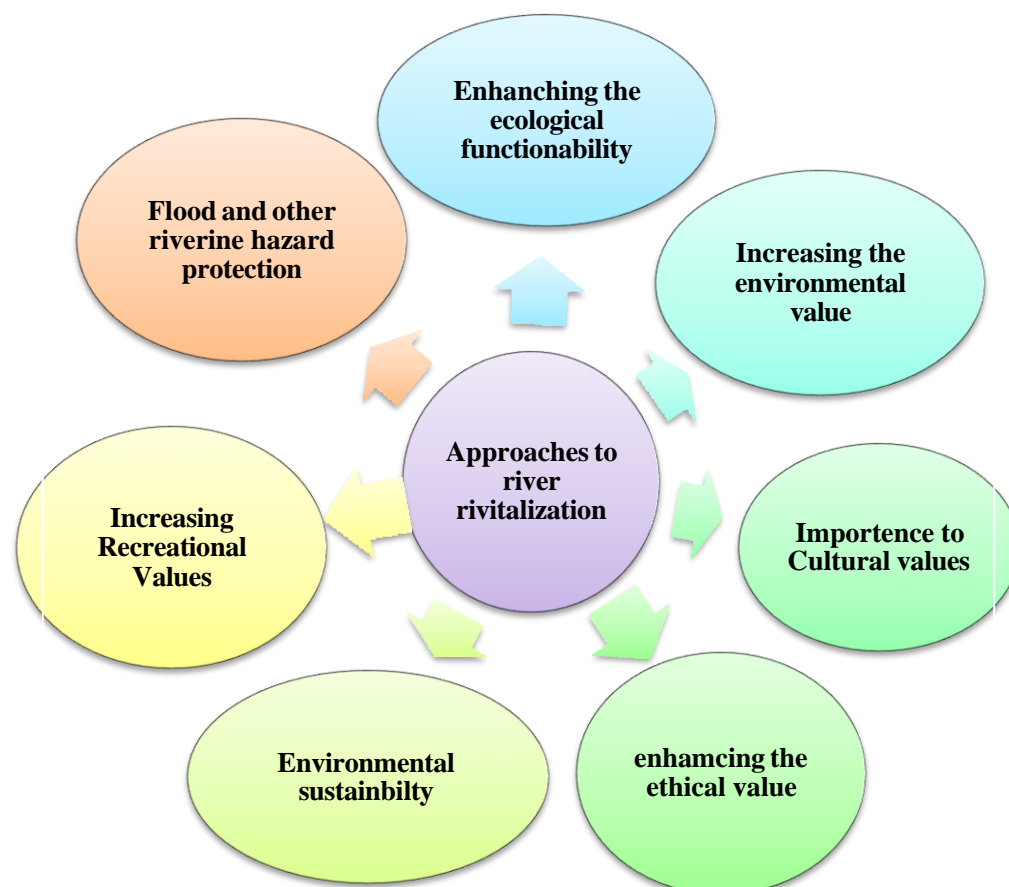 Enhanching the
ecological
functionability
Flood and other
riverine hazard
protection
Increasing the
environmental
value
Approaches to
river
rivitalization
Increasing
Recreational
Values
Importence to
Cultural values
Environmental
sustainbilty
enhamcing the
ethical value